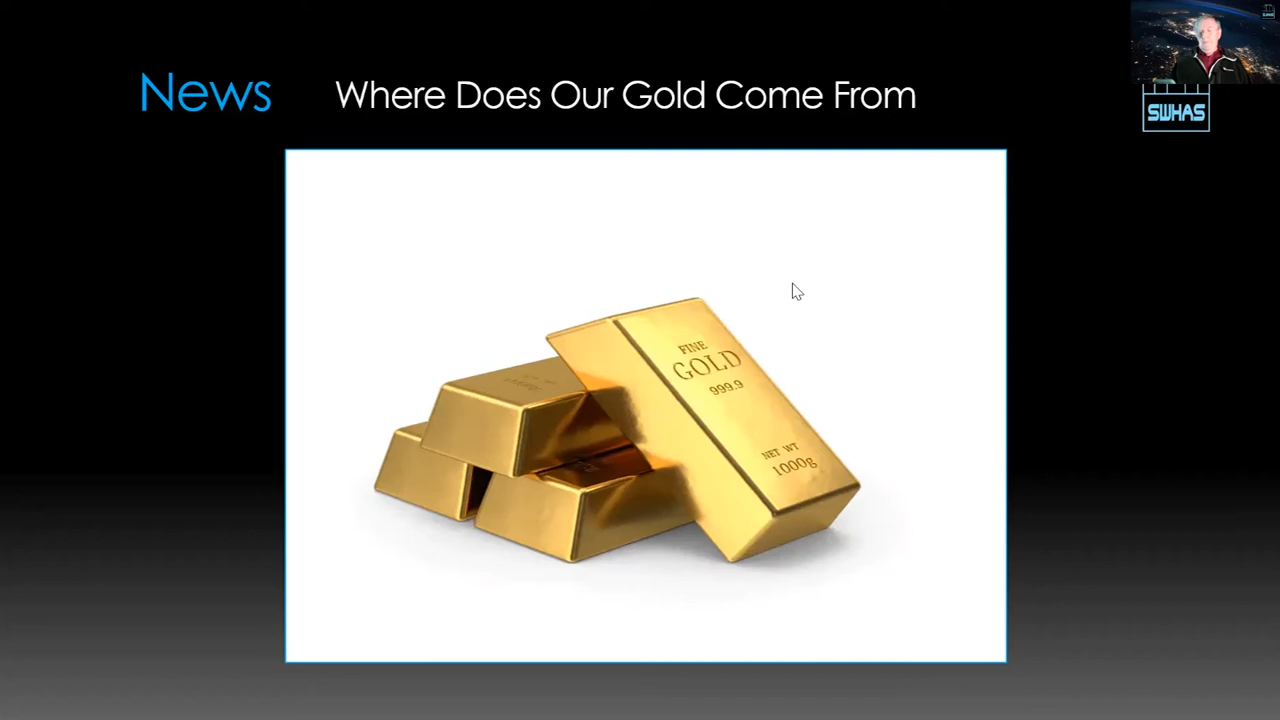 News
Where Does Our Gold Come From
SWHAS
FINE
GOLD
999.9
NET WT
1000g